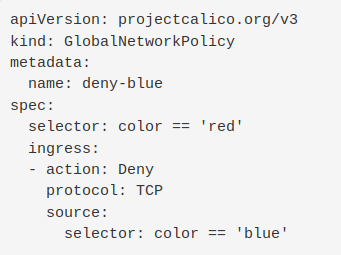 apiVersion: projectcalico.org/v3
kind: GlobalNetworkPolicy
metadata:
  name: deny-blue
spec:
  selector: color == 'red'
  ingress:
  - action: Deny
    protocol: TCP
    source:
      selector: color == 'blue'